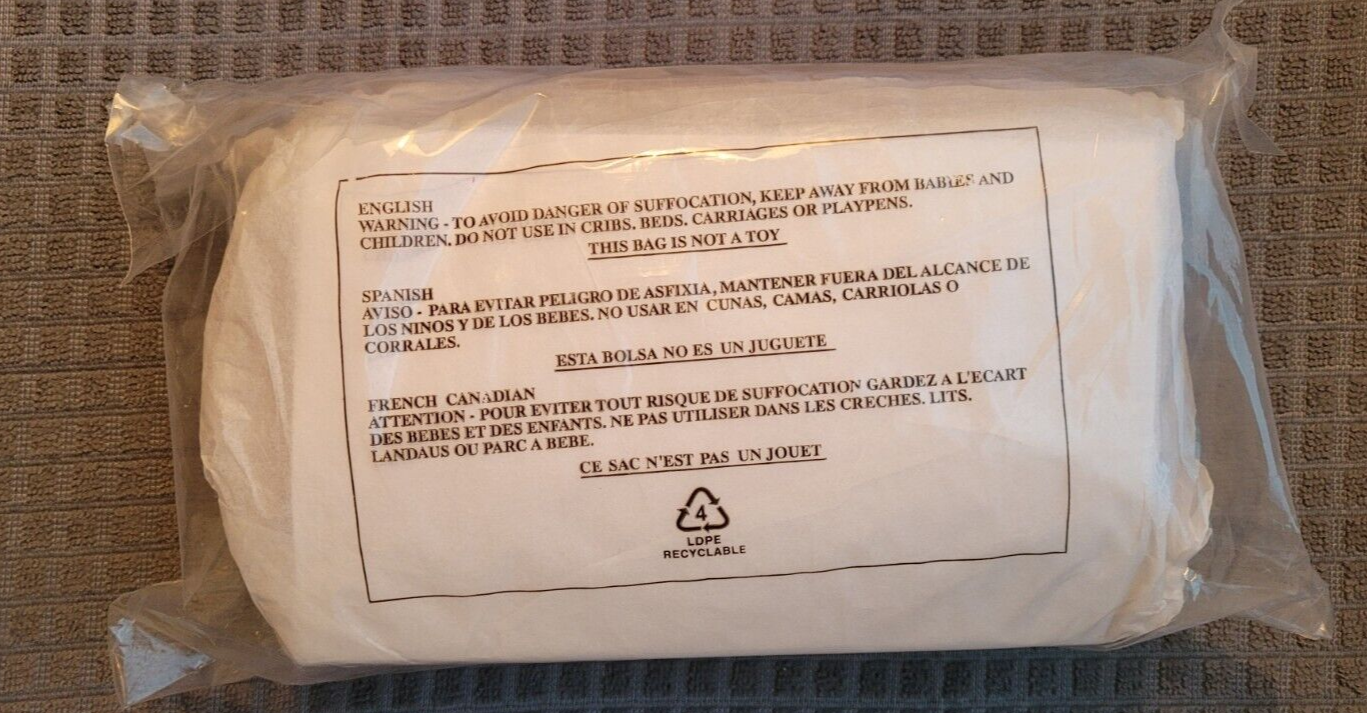 ENGLISH
WARNING - TO AVOID DANGER OF SUFFOCATION, KEEP AWAY FROM BABIES AND
CHILDREN. DO NOT USE IN CRIBS. BEDS. CARRIAGES OR PLAYPENS.
THIS BAG IS NOT A TOY
SPANISH
AVISO - PARA EVITAR PELIGRO DE ASFIXIA, MANTENER FUERA DEL ALCANCE DE
LOS NINOS Y DE LOS BEBES. NO USAR EN CUNAS, CAMAS, CARRIOLAS O
CORRALES.
ESTA BOLSA NO ES UN JUGUETE
FRENCH CANADIAN
ATTENTION - POUR EVITER TOUT RISQUE DE SUFFOCATION GARDEZ A L'ECART
DES BEBES ET DES ENFANTS. NE PAS UTILISER DANS LES CRECHES. LITS.
LANDAUS OU PARC A BEBE.
CE SAC N'EST PAS UN JOUET
4
LDPE
RECYCLABLE